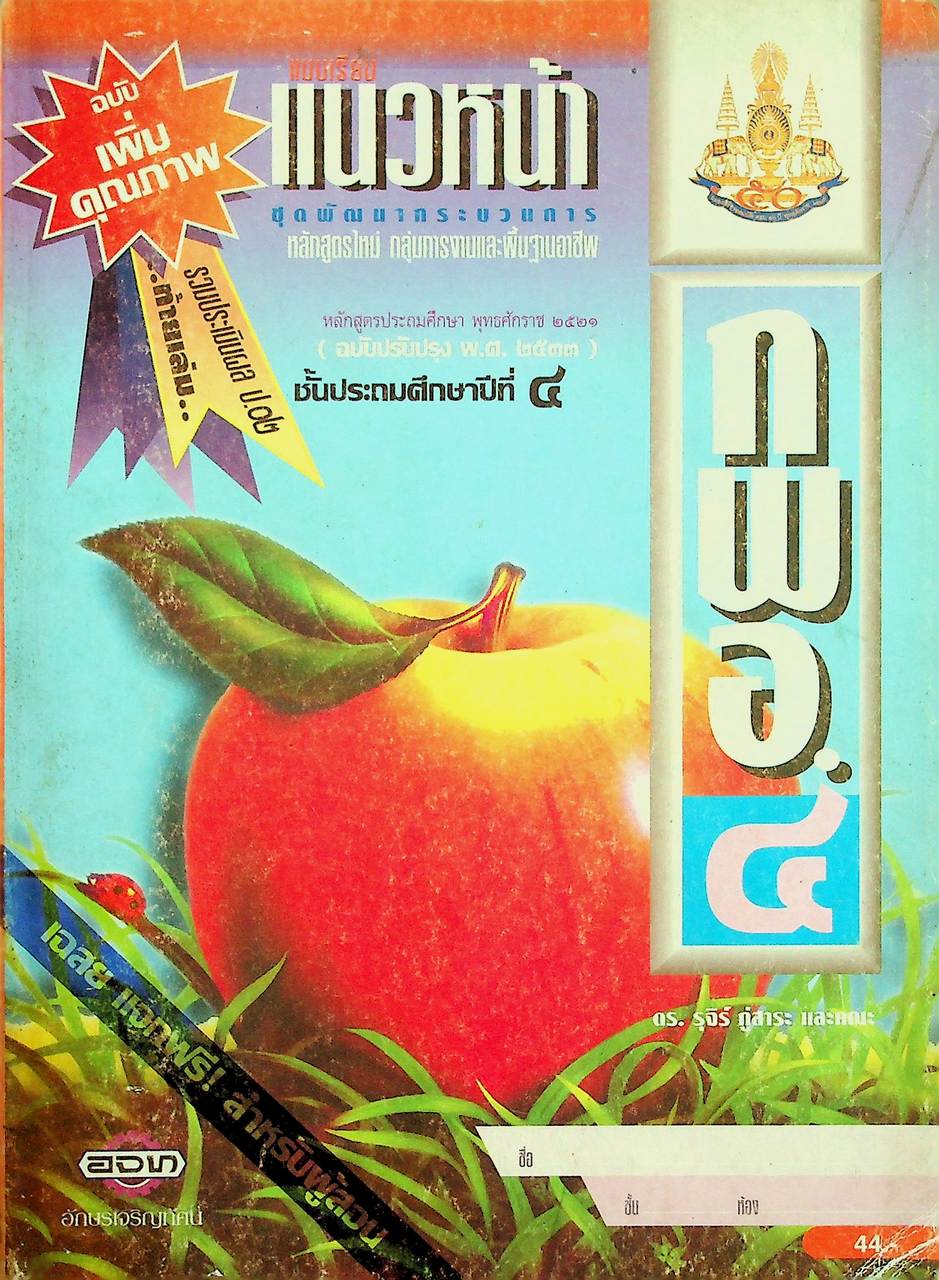 ฉบับ
เพิ่ม
คุณภาพ
รวมประเมินผล ป.๐๒
..ท้ายเล่ม..
แบบเรียน
แนวหน้า
ชุดพัฒนากระบวนการ
หลักสูตรใหม่ กลุ่มการงานและพื้นฐานอาชีพ
หลักสูตรประถมศึกษา พุทธศักราช ๒๕๒๑
( ฉบับปรับปรุง พ.ศ. ๒๕๓๓ )
ชั้นประถมศึกษาปีที่ ๔
กพอ.
๔
ดร. รุจิร์ ภู่สาระ และคณะ
เฉลย แจกฟรี! สำหรับผู้สอน
อจท
อักษรเจริญทัศน์
ชื่อ
ชั้น ห้อง
44.-